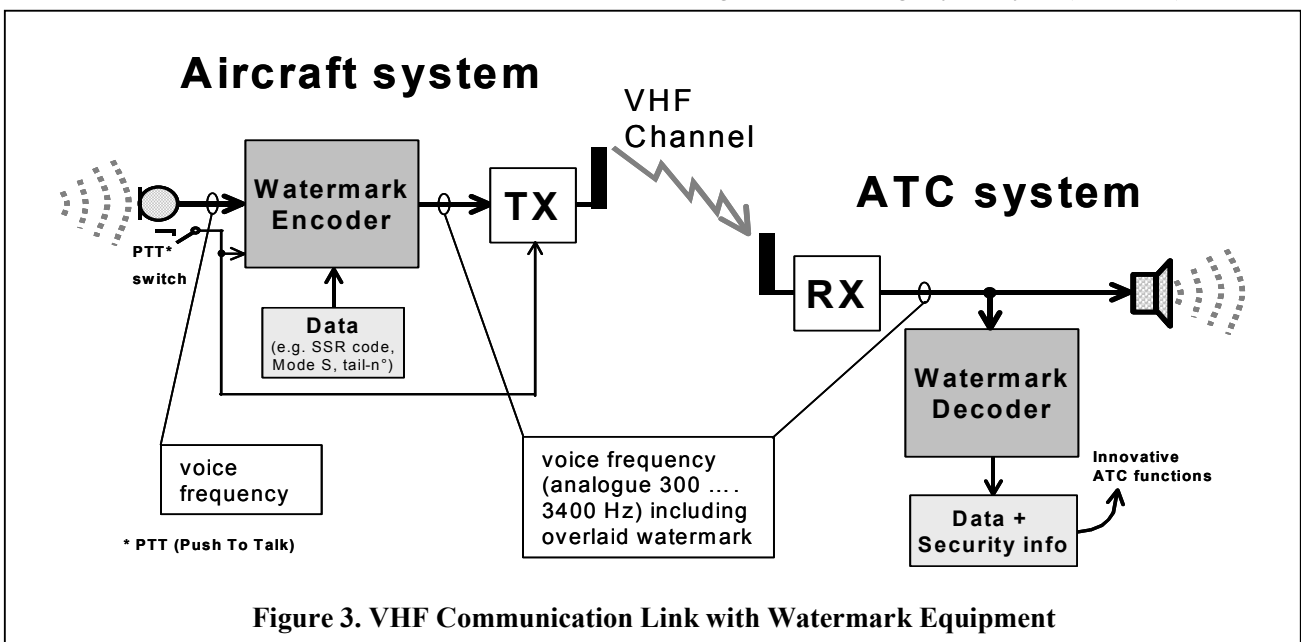 Aircraft system
VHF
Channel
Watermark
Encoder
TX
ATC system
PTT*
switch
RX
Data
(e.g. SSR code,
Mode S, tail-n°)
Watermark
Decoder
voice
frequency
voice frequency
(analogue 300 ....
3400 Hz) including
overlaid watermark
Innovative
ATC functions
Data +
Security info
* PTT (Push To Talk)
Figure 3. VHF Communication Link with Watermark Equipment